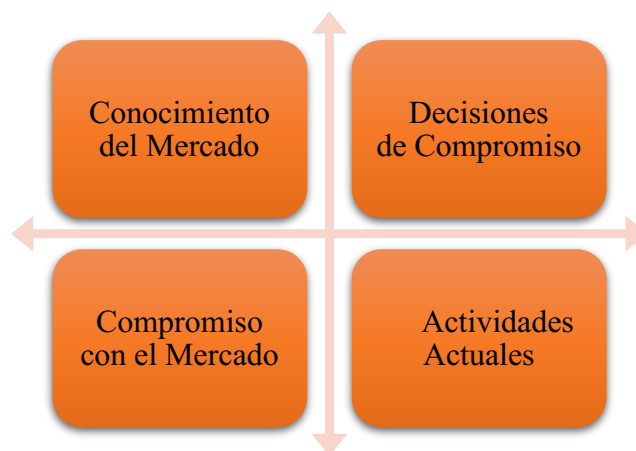 Conocimiento
del Mercado
Decisiones
de Compromiso
Compromiso
con el Mercado
Actividades
Actuales